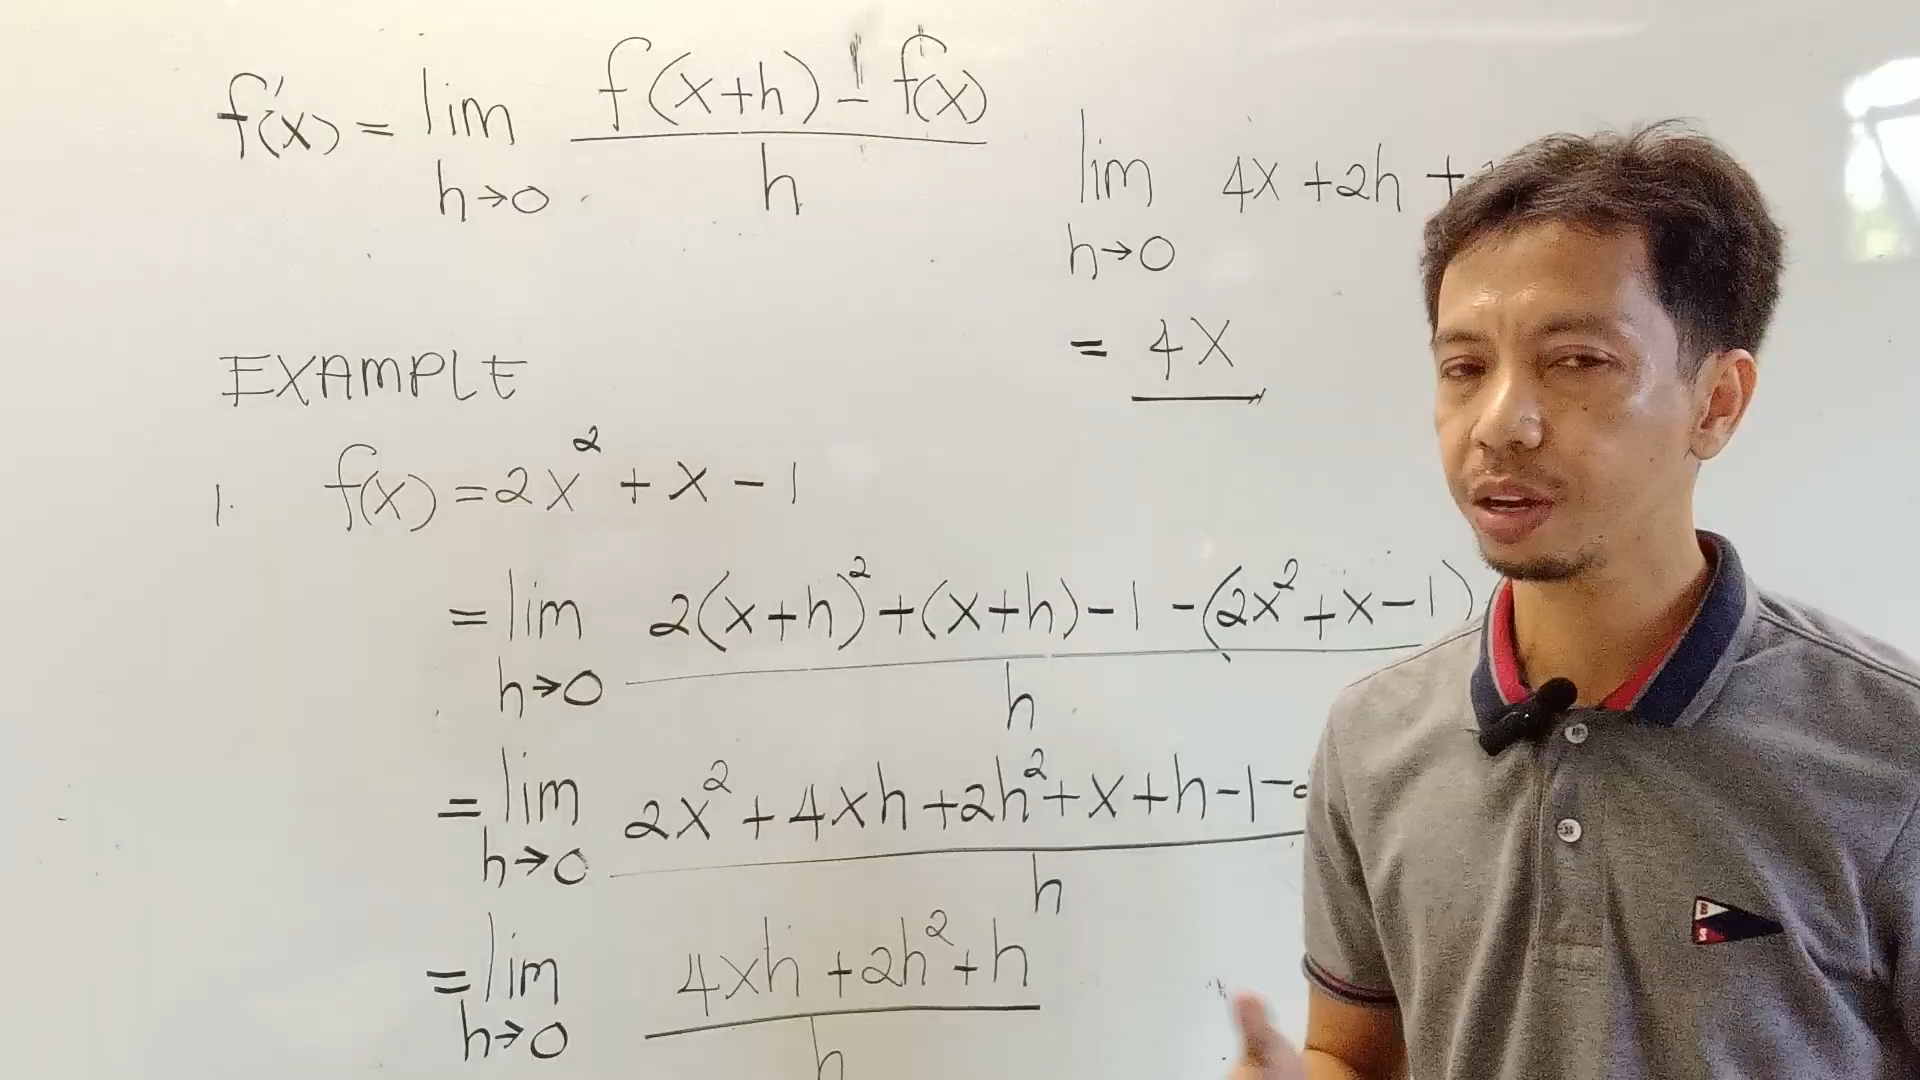 f'(x) = lim f(x+h) - f(x)
h→0 h
EXAMPLE
1. f(x) = 2x² + x - 1
= lim 2(x+h)² + (x+h) - 1 - (2x² + x - 1)
h→0 h
= lim 2x² + 4xh + 2h² + x + h - 1 -
h→0 h
= lim 4xh + 2h² + h
h→0 h
lim 4x + 2h +
h→0
= 4x
B
S